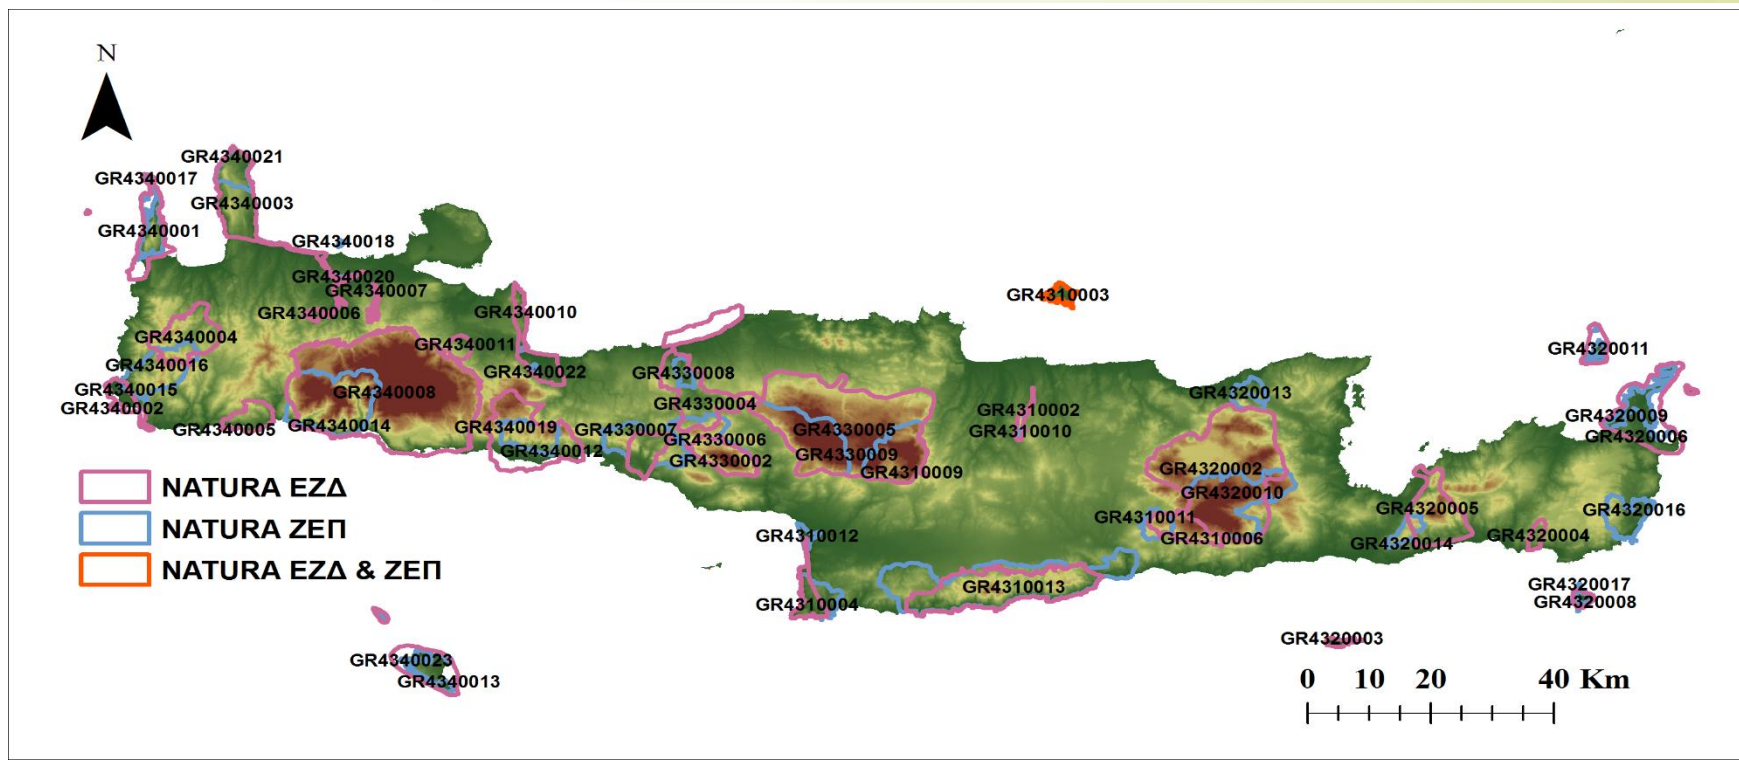 N
GR4340021
GR4340017
GR4340003
GR4340001
GR4340018
GR4340020
GR4340007
GR4310003
GR4340006
GR4340010
GR4340004
GR4340011
GR4320011
GR4340016
GR4340022
GR4330008
GR4340015
GR4340008
GR4320013
GR4340002
GR4330004
GR4310002
GR4320009
GR4340005
GR4340014
GR4340019
GR4330007
GR4330005
GR4310010
GR4320006
GR4330006
GR4340012
GR4330009
GR4330002
GR4310009
GR4320002
NATURA ΕΖΔ
GR4320010
GR4320005
GR4320016
GR4310011
NATURA ΖΕΠ
GR4310012
GR4310006
GR4320014
GR4320004
NATURA ΕΖΔ & ΖΕΠ
GR4310013
GR4320017
GR4310004
GR4320008
GR4320003
GR4340023
GR4340013
0 10 20 40 Km